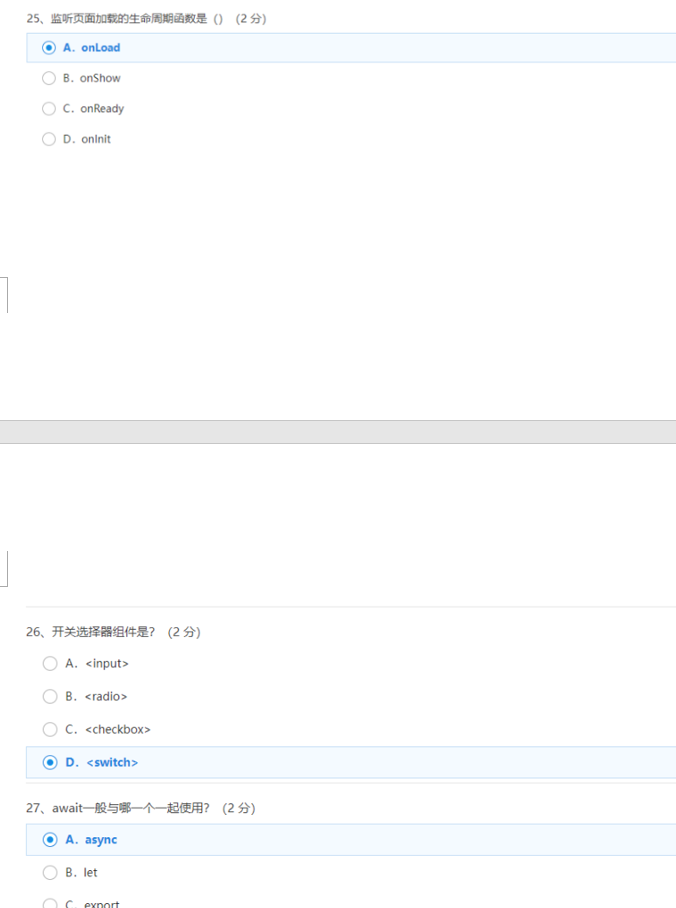 25、监听页面加载的生命周期函数是（）（2 分）
A. onLoad
B. onShow
C. onReady
D. onInit
26、开关选择器组件是？（2 分）
A. <input>
B. <radio>
C. <checkbox>
D. <switch>
27、await一般与哪一个一起使用？（2 分）
A. async
B. let
C. export